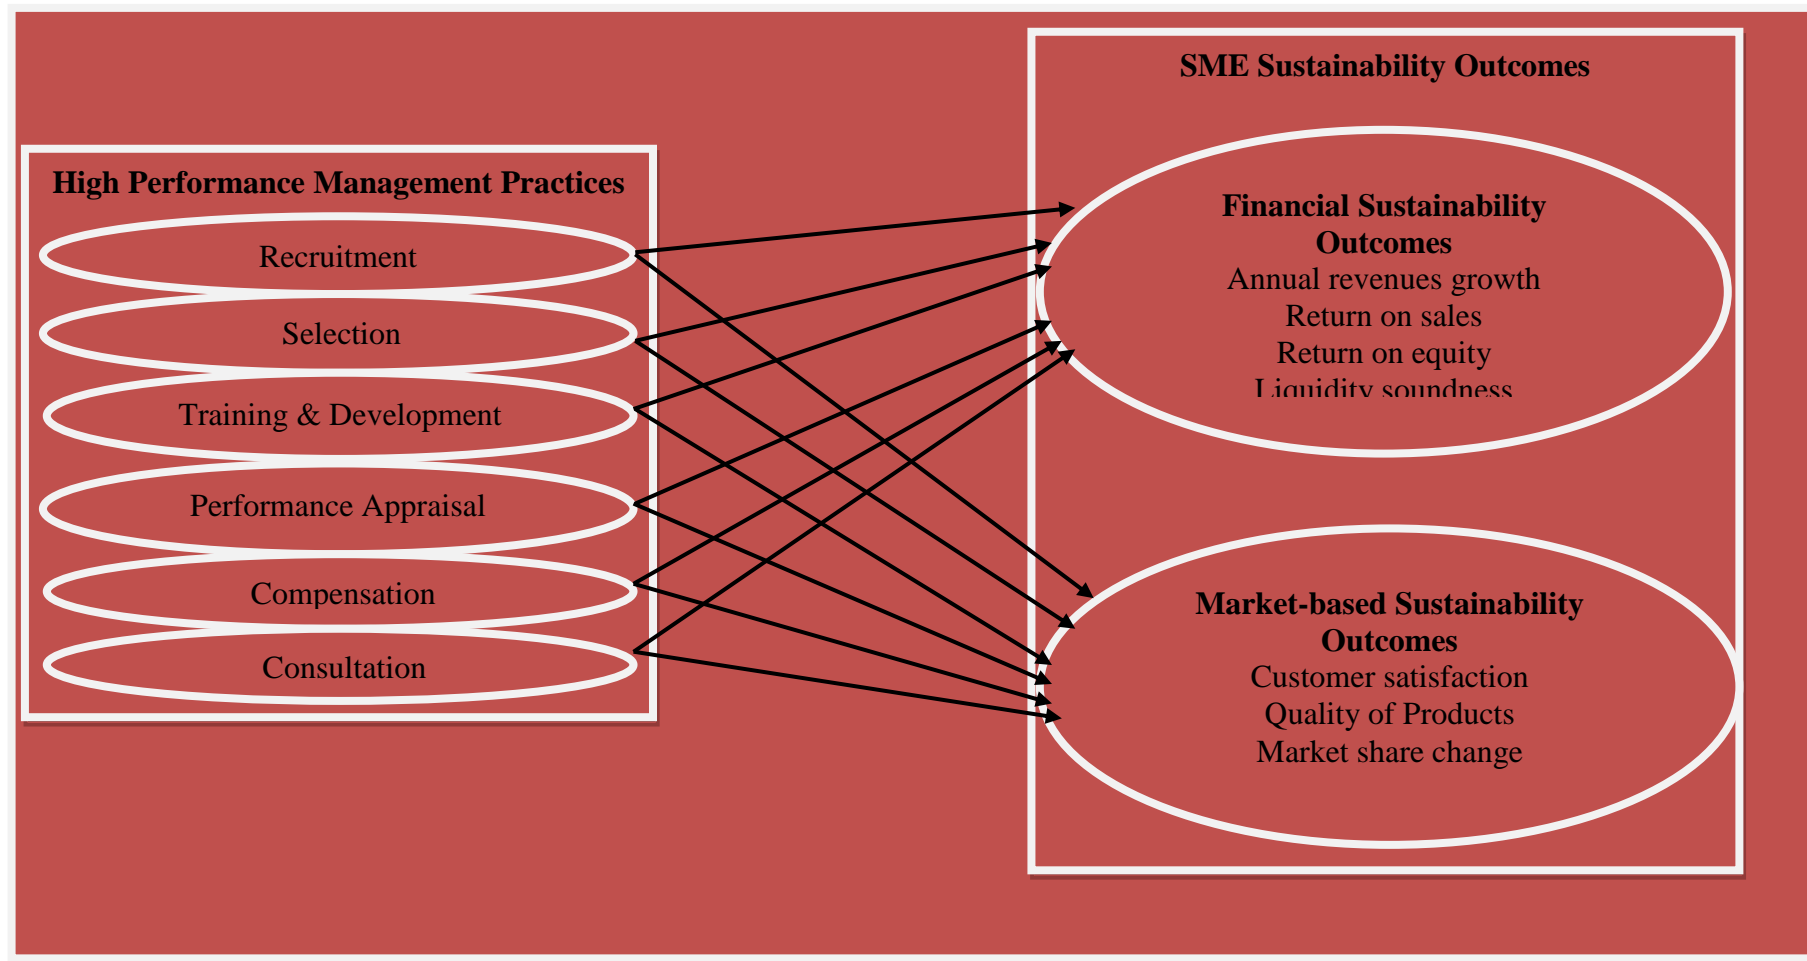 High Performance Management Practices
Recruitment
Selection
Training & Development
Performance Appraisal
Compensation
Consultation
SME Sustainability Outcomes
Financial Sustainability
Outcomes
Annual revenues growth
Return on sales
Return on equity
Liquidity soundness
Market-based Sustainability
Outcomes
Customer satisfaction
Quality of Products
Market share change